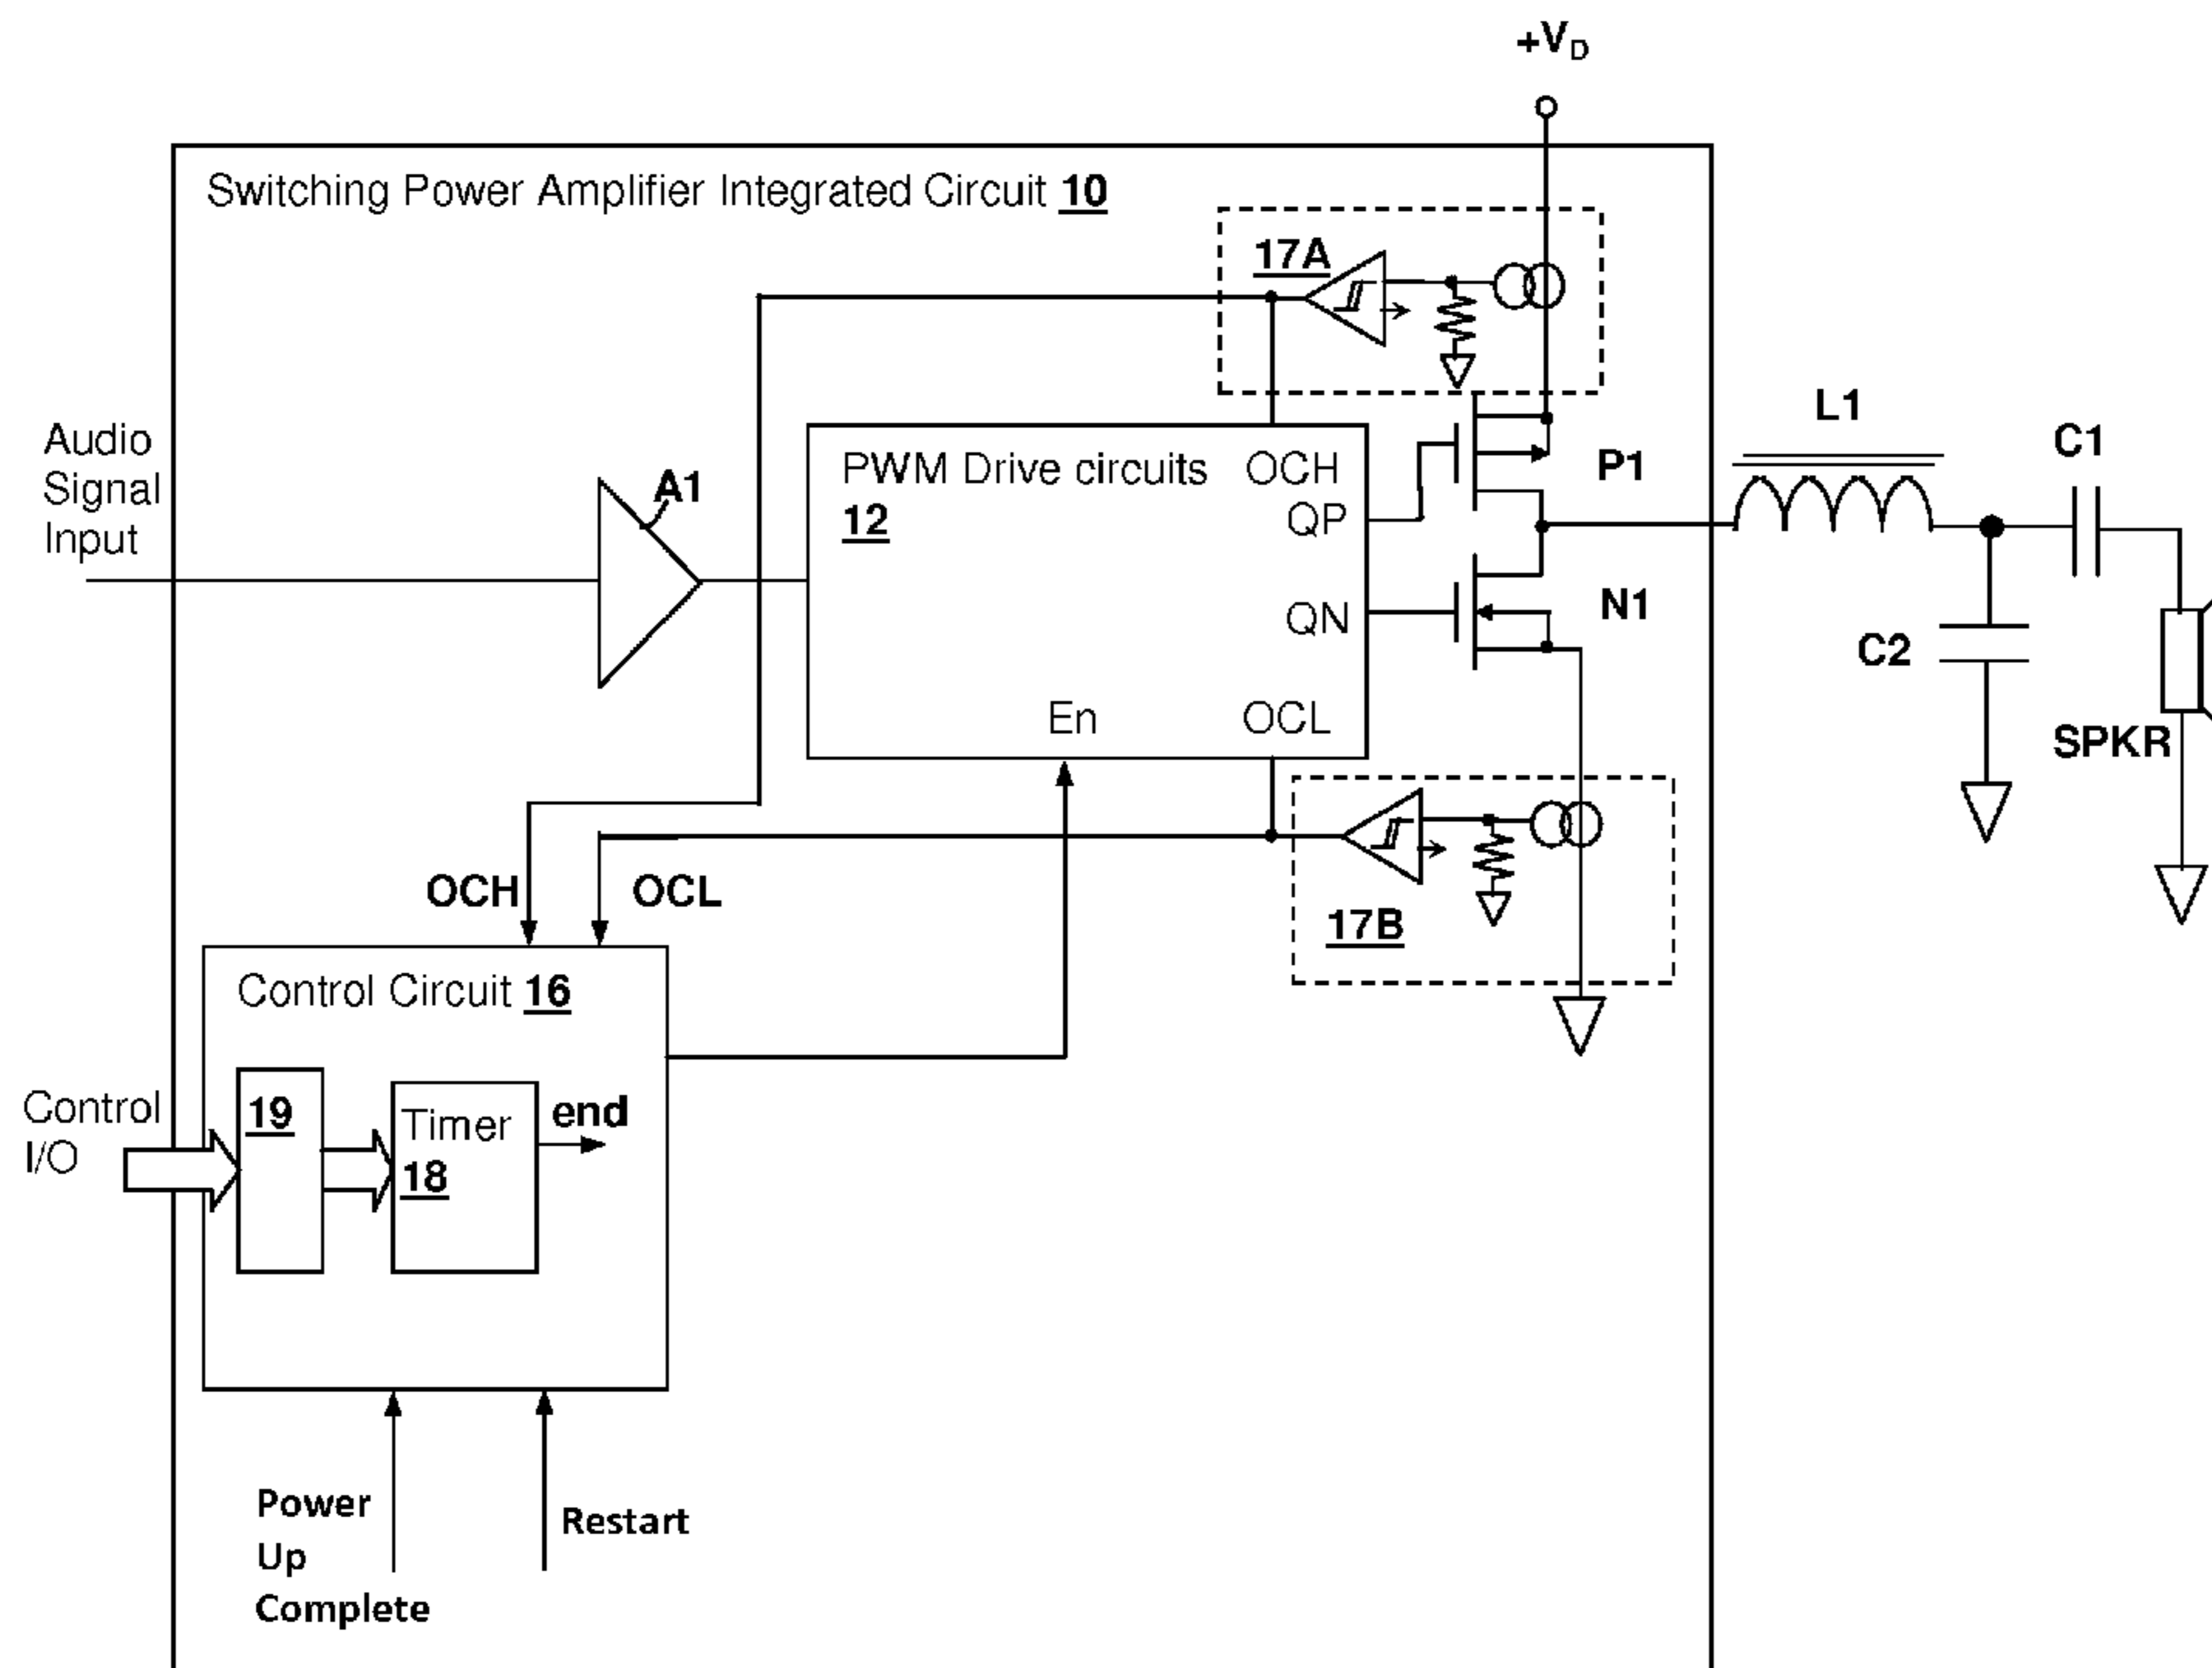 +VD
Switching Power Amplifier Integrated Circuit 10
17A
Audio
Signal
Input
A1
PWM Drive circuits
12
OCH
QP
QN
En
OCL
P1
N1
L1
C1
C2
SPKR
OCH
OCL
17B
Control Circuit 16
Control
I/O
19
Timer
18
end
Power
Up
Complete
Restart